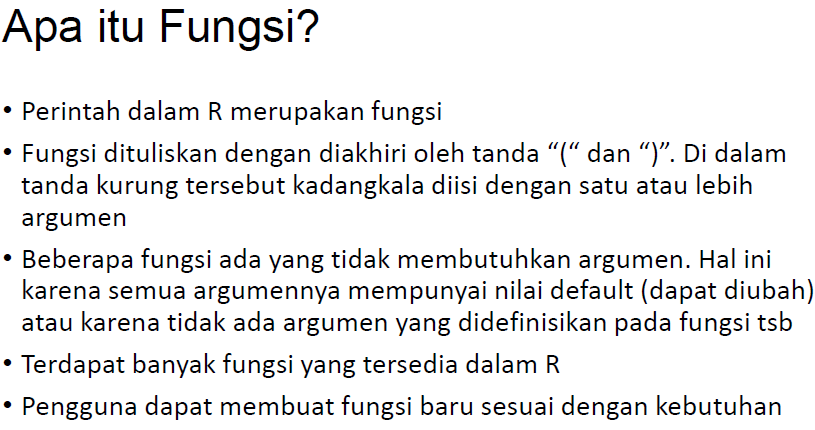 Apa itu Fungsi?
• Perintah dalam R merupakan fungsi
• Fungsi dituliskan dengan diakhiri oleh tanda “(“ dan “)”. Di dalam
tanda kurung tersebut kadangkala diisi dengan satu atau lebih
argumen
• Beberapa fungsi ada yang tidak membutuhkan argumen. Hal ini
karena semua argumennya mempunyai nilai default (dapat diubah)
atau karena tidak ada argumen yang didefinisikan pada fungsi tsb
• Terdapat banyak fungsi yang tersedia dalam R
• Pengguna dapat membuat fungsi baru sesuai dengan kebutuhan